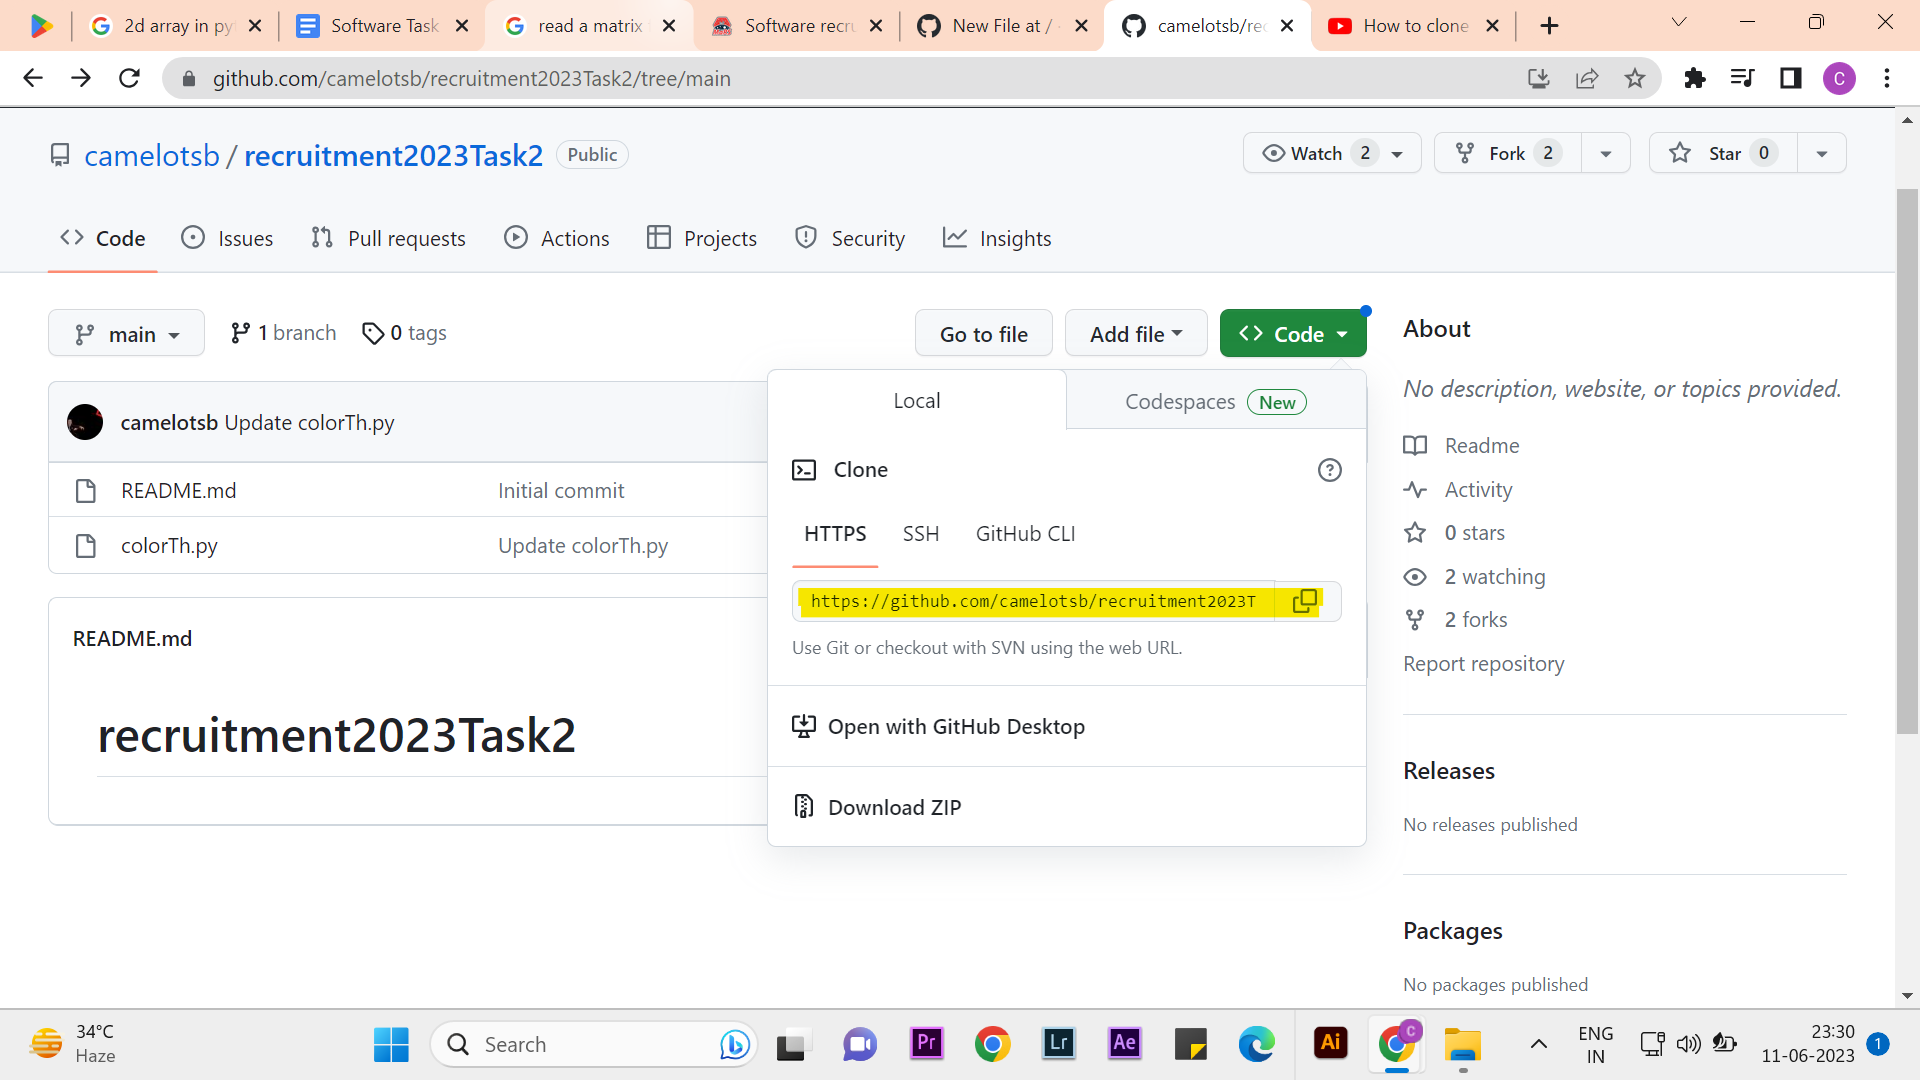 2d array in py
Software Task
read a matrix
Software recru
New File at /
camelotsb/rec
How to clone
github.com/camelotsb/recruitment2023Task2/tree/main
C
camelotsb / recruitment2023Task2 Public
Watch 2
Fork 2
Star 0
Code
Issues
Pull requests
Actions
Projects
Security
Insights
main
1 branch
0 tags
Go to file
Add file
Code
camelotsb Update colorTh.py
README.md Initial commit
colorTh.py Update colorTh.py
README.md
recruitment2023Task2
Local
Codespaces New
Clone
HTTPS SSH GitHub CLI
https://github.com/camelotsb/recruitment2023T
Use Git or checkout with SVN using the web URL.
Open with GitHub Desktop
Download ZIP
About
No description, website, or topics provided.
Readme
Activity
0 stars
2 watching
2 forks
Report repository
Releases
No releases published
Packages
No packages published
34°C
Haze
Search
Pr
Lr
Ae
Ai
C
ENG
IN
23:30
11-06-2023
1